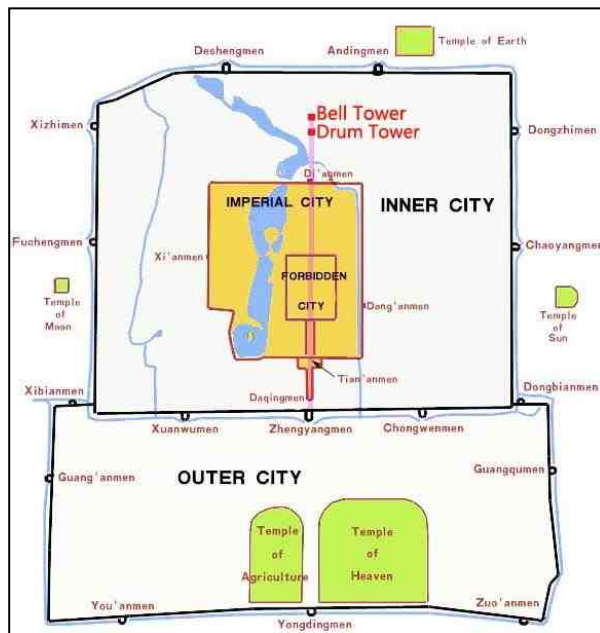 Temple of Earth
Deshengmen
Andingmen
Bell Tower
Drum Tower
Xizhimen
Dongzhimen
Di'anmen
IMPERIAL CITY
INNER CITY
Fuchengmen
Chaoyangmen
Xi'anmen
FORBIDDEN
CITY
Dong'anmen
Temple
of
Moon
Temple
of
Sun
Tian'anmen
Xibianmen
Dongbianmen
Daqingmen
Xuanwumen
Zhengyangmen
Chongwenmen
OUTER CITY
Guang'anmen
Guangqumen
Temple
of
Agriculture
Temple
of
Heaven
You'anmen
Yongdingmen
Zuo'anmen